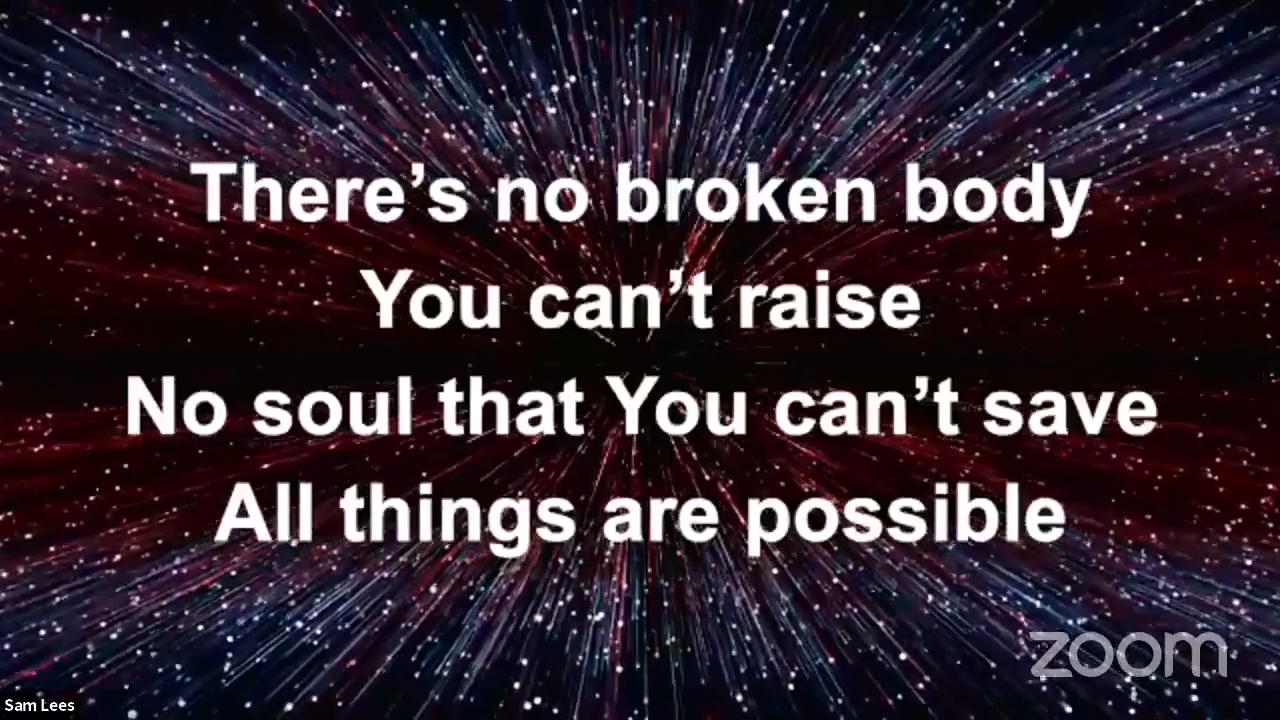 There’s no broken body
You can’t raise
No soul that You can’t save
All things are possible
zoom
Sam Lees